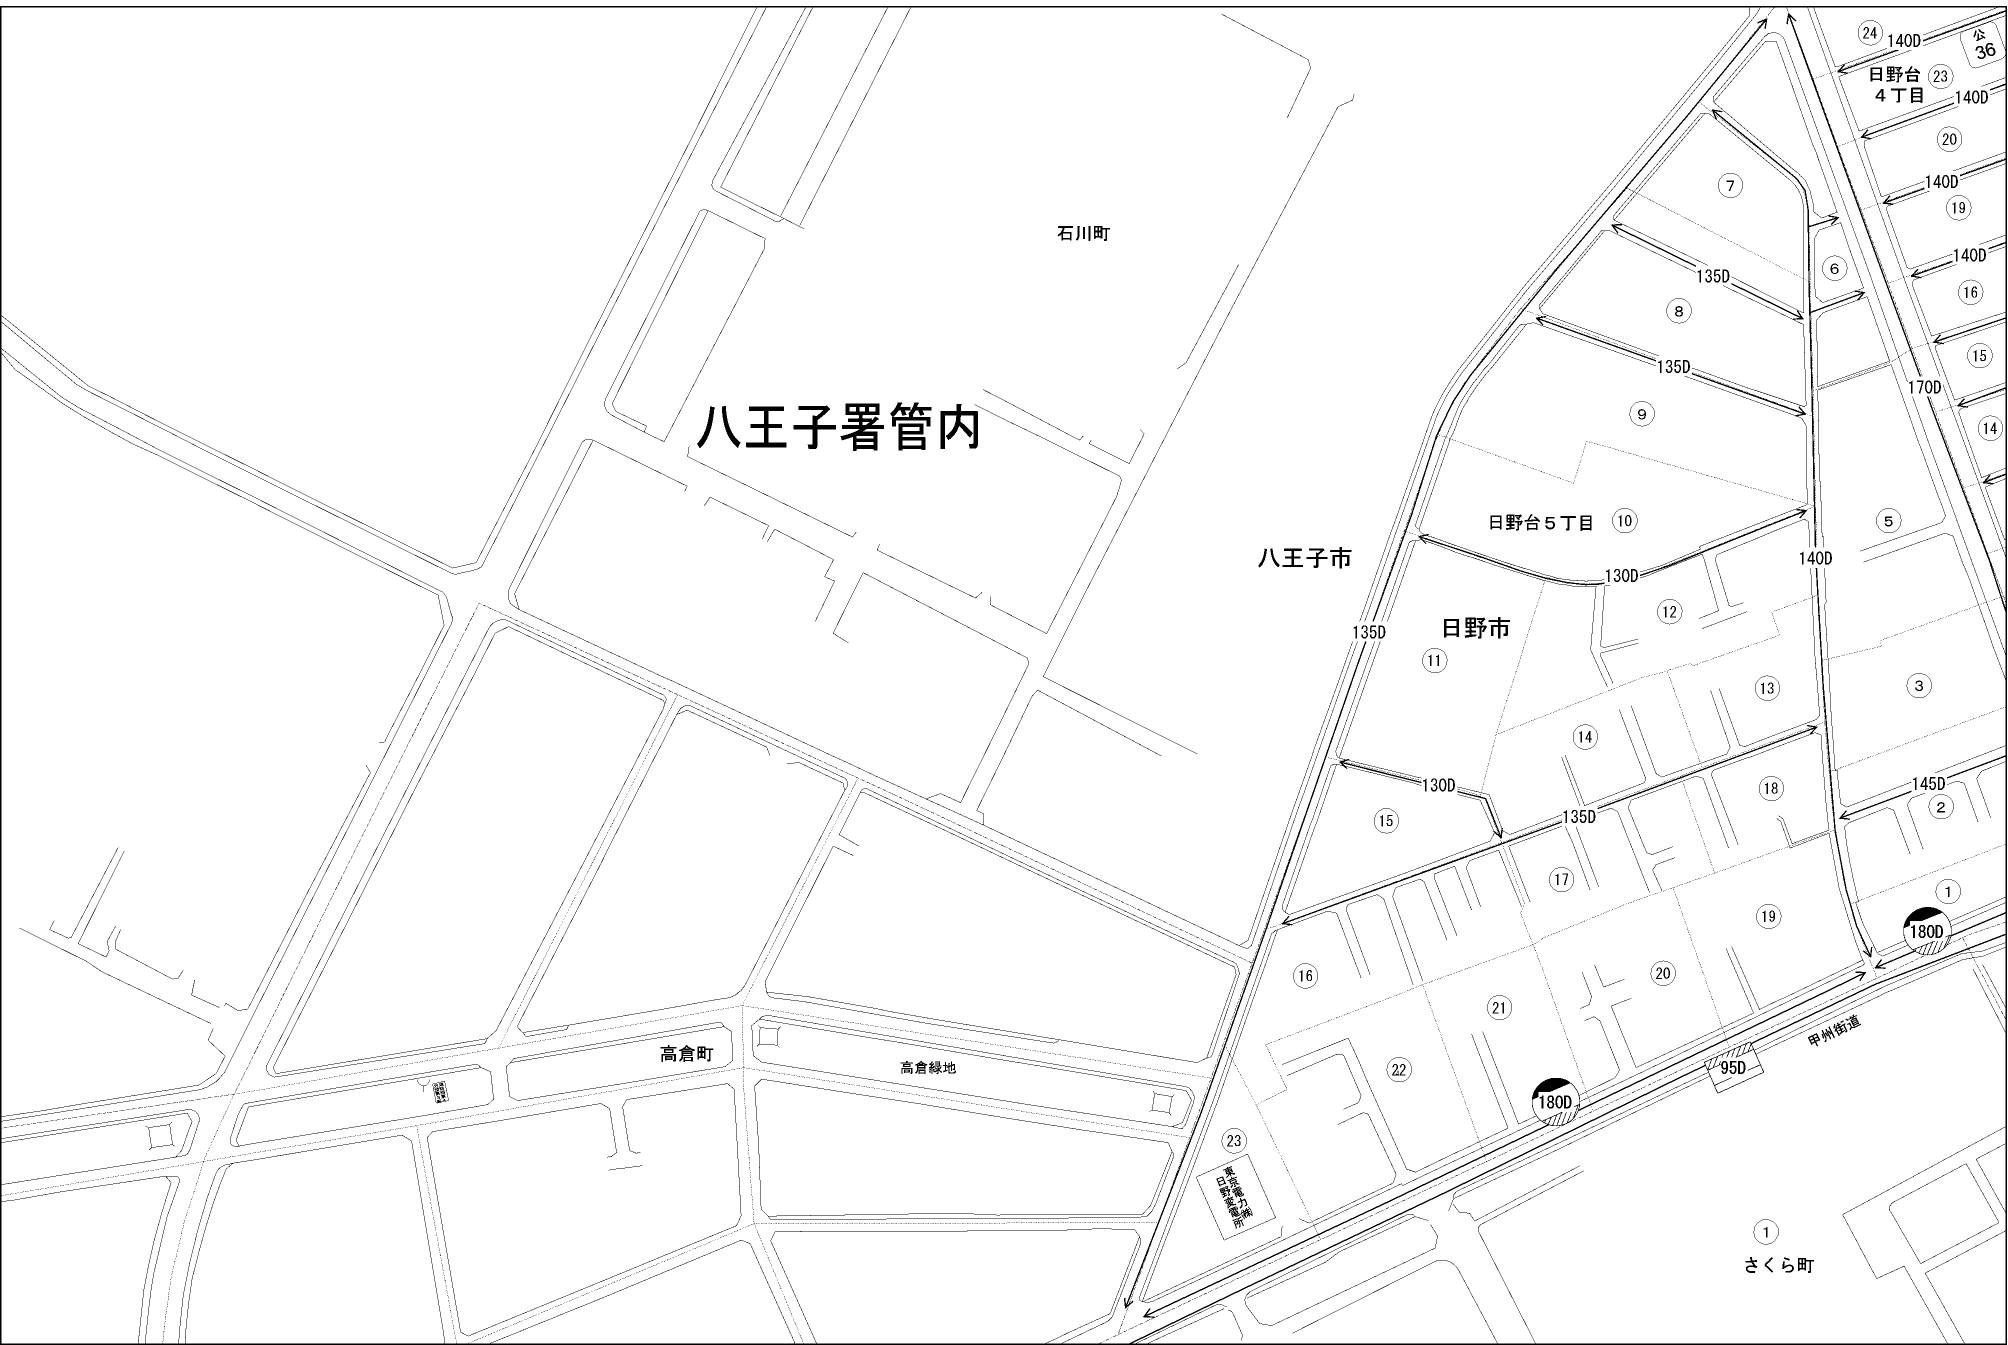 24
140D
公
36
日野台
4丁目
23
140D
20
7
140D
19
石川町
6
140D
135D
16
8
15
135D
170D
9
14
八王子署管内
日野台5丁目
10
5
八王子市
140D
130D
12
135D
日野市
11
3
13
14
130D
18
145D
2
15
135D
17
1
19
180D
16
20
21
甲州街道
高倉町
高倉緑地
22
95D
180D
23
東京電力㈱
日野変電所
1
さくら町